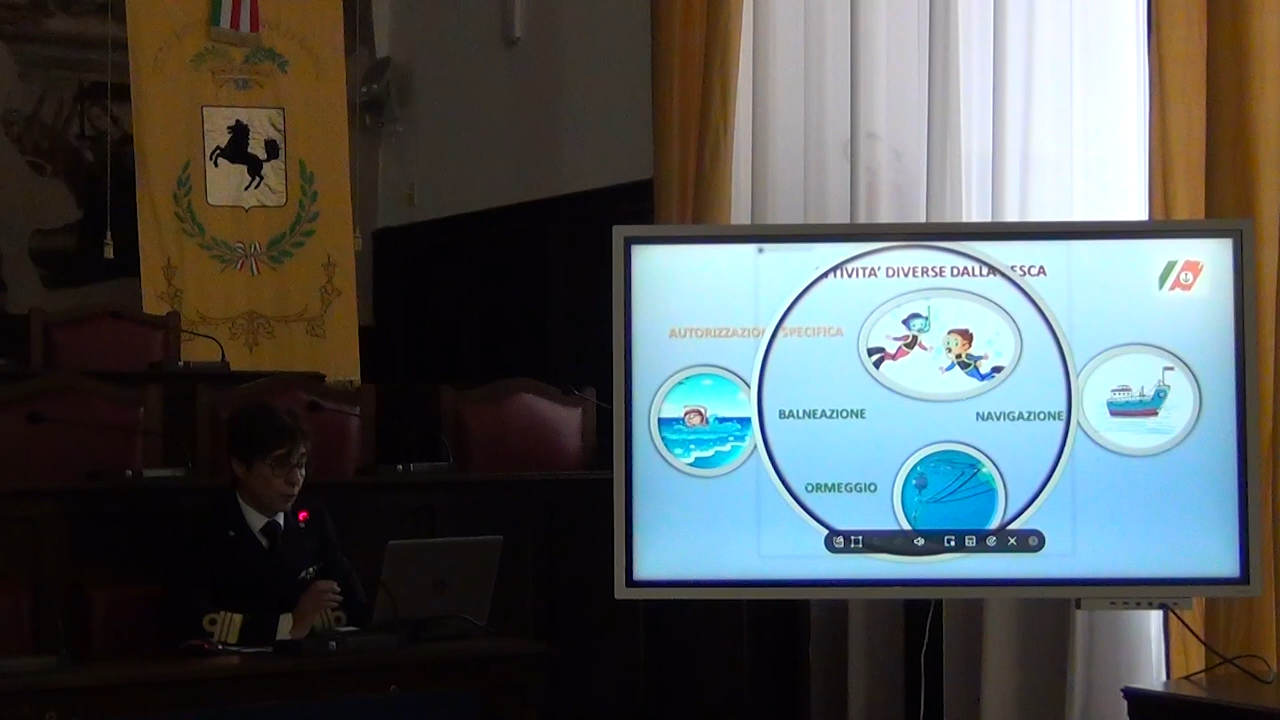 TIVITA' DIVERSE DALLA ESCA
AUTORIZZAZIO SPECIFICA
BALNEAZIONE
NAVIGAZIONE
ORMEGGIO